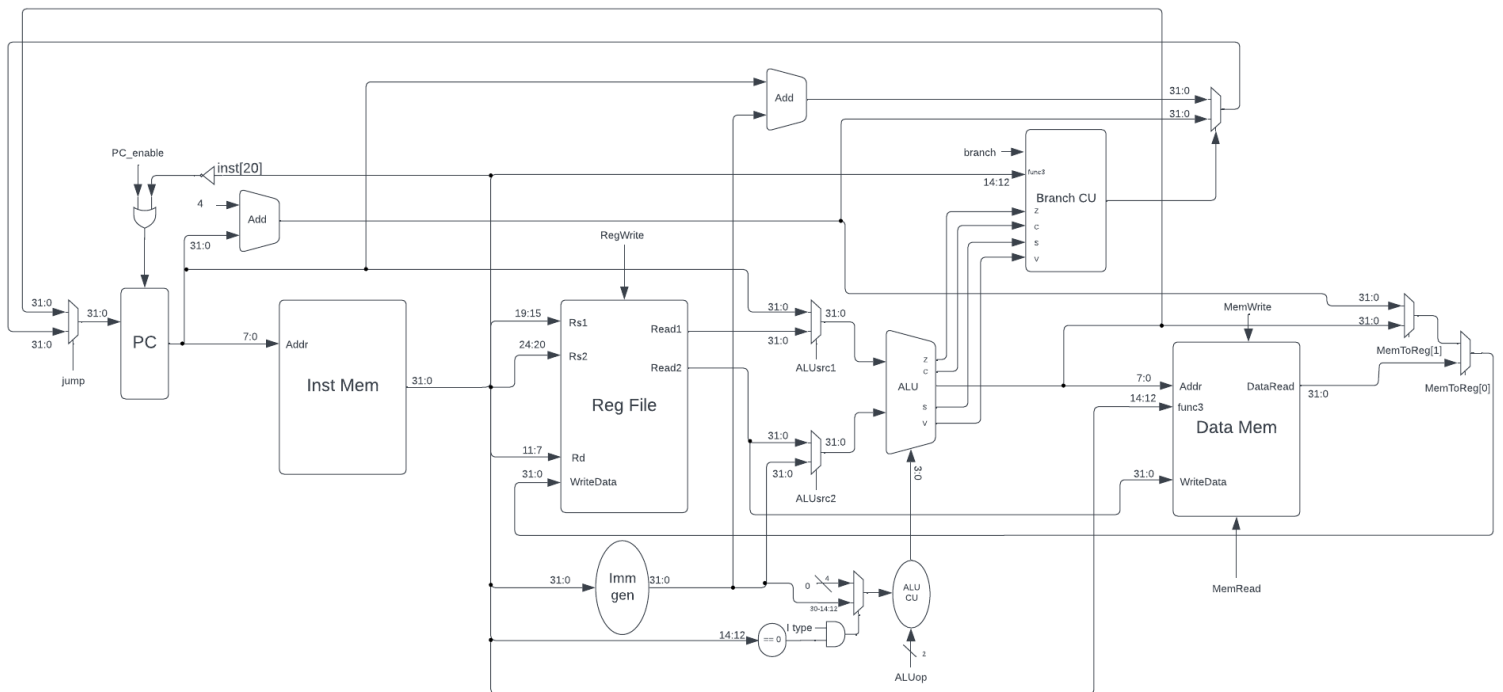 31:0
31:0
PC_enable
inst[20]
branch
func3
14:12
Branch CU
Z
C
S
V
4
Add
31:0
Add
RegWrite
31:0
31:0
31:0
jump
PC
7:0
Addr
Inst Mem
31:0
19:15
Rs1
24:20
Rs2
Read1
Read2
Reg File
11:7
Rd
31:0
WriteData
31:0
31:0
31:0
ALUsrc1
31:0
31:0
31:0
ALUsrc2
Z
C
ALU
S
V
3:0
MemWrite
7:0
Addr
DataRead
14:12
func3
Data Mem
31:0
31:0
WriteData
MemRead
31:0
31:0
MemToReg[1]
MemToReg[0]
31:0
Imm
gen
31:0
0
4
30-14:12
I type
14:12
== 0
ALU
CU
2
ALUop